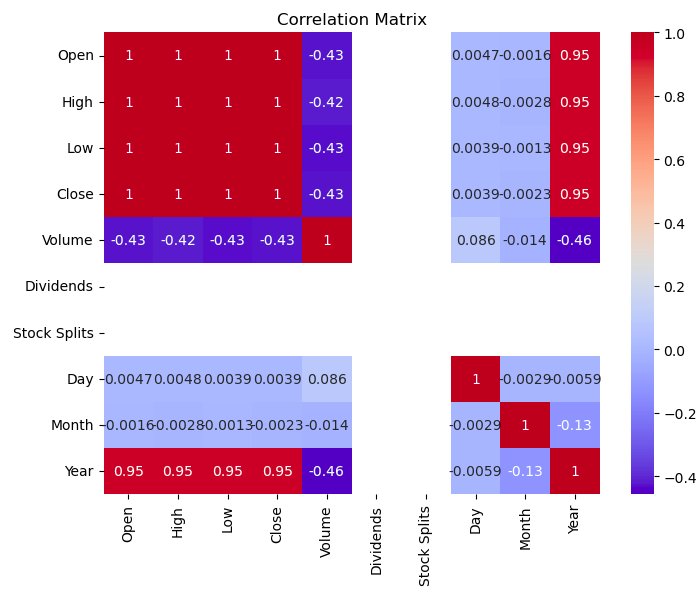 Correlation Matrix
Open 1 1 1 1 -0.43 0.0047 -0.0016 0.95
High 1 1 1 1 -0.42 0.0048 -0.0028 0.95
Low 1 1 1 1 -0.43 0.0039 -0.0013 0.95
Close 1 1 1 1 -0.43 0.0039 -0.0023 0.95
Volume -0.43 -0.42 -0.43 -0.43 1 0.086 -0.014 -0.46
Dividends
Stock Splits
Day 0.0047 0.0048 0.0039 0.0039 0.086 1 -0.0029 -0.0059
Month -0.0016 -0.0028 -0.0013 -0.0023 -0.014 -0.0029 1 -0.13
Year 0.95 0.95 0.95 0.95 -0.46 -0.0059 -0.13 1
Open High Low Close Volume Dividends Stock Splits Day Month Year
1.0
0.8
0.6
0.4
0.2
0.0
−0.2
−0.4